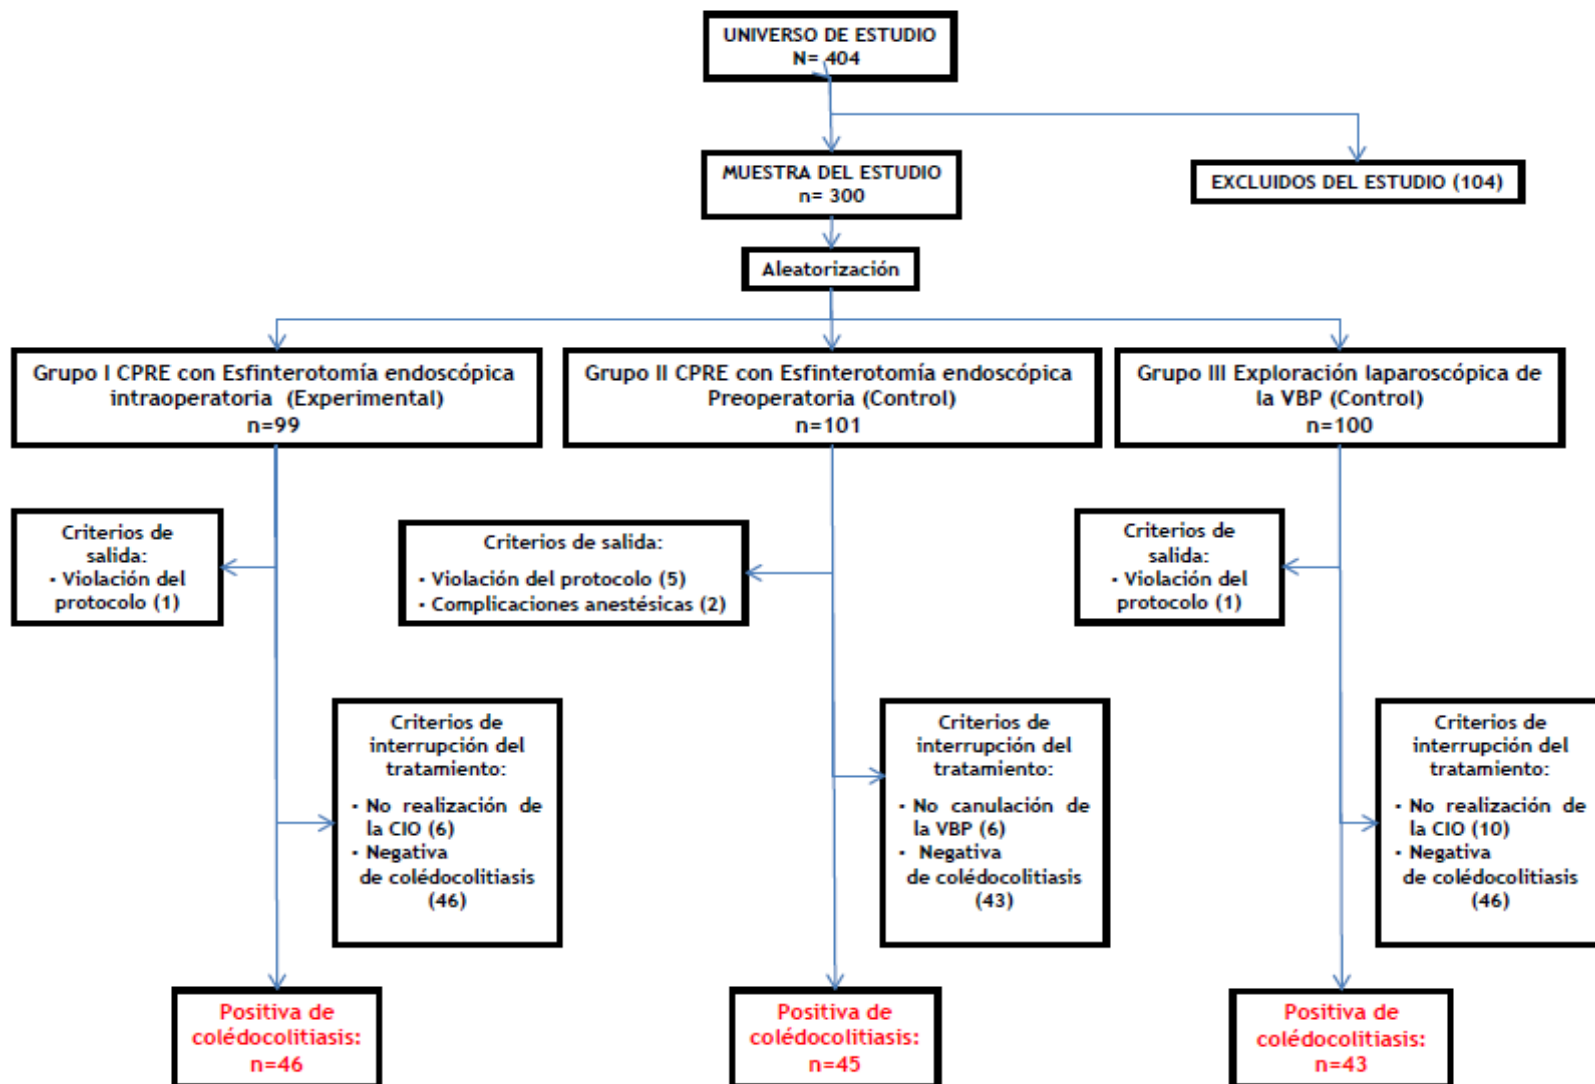 UNIVERSO DE ESTUDIO
N= 404
MUESTRA DEL ESTUDIO
n= 300
EXCLUIDOS DEL ESTUDIO (104)
Aleatorización
Grupo I CPRE con Esfinterotomía endoscópica
intraoperatoria (Experimental)
n=99
Grupo II CPRE con Esfinterotomía endoscópica
Preoperatoria (Control)
n=101
Grupo III Exploración laparoscópica de
la VBP (Control)
n=100
Criterios de
salida:
• Violación del
protocolo (1)
Criterios de salida:
• Violación del protocolo (5)
• Complicaciones anestésicas (2)
Criterios de
salida:
• Violación del
protocolo (1)
Criterios de
interrupción del
tratamiento:
• No realización de
la CIO (6)
• Negativa
de colédocolitiasis
(46)
Criterios de
interrupción del
tratamiento:
• No canulación de
la VBP (6)
• Negativa
de colédocolitiasis
(43)
Criterios de
interrupción del
tratamiento:
• No realización de
la CIO (10)
• Negativa
de colédocolitiasis
(46)
Positiva de
colédocolitiasis:
n=46
Positiva de
colédocolitiasis:
n=45
Positiva de
colédocolitiasis:
n=43